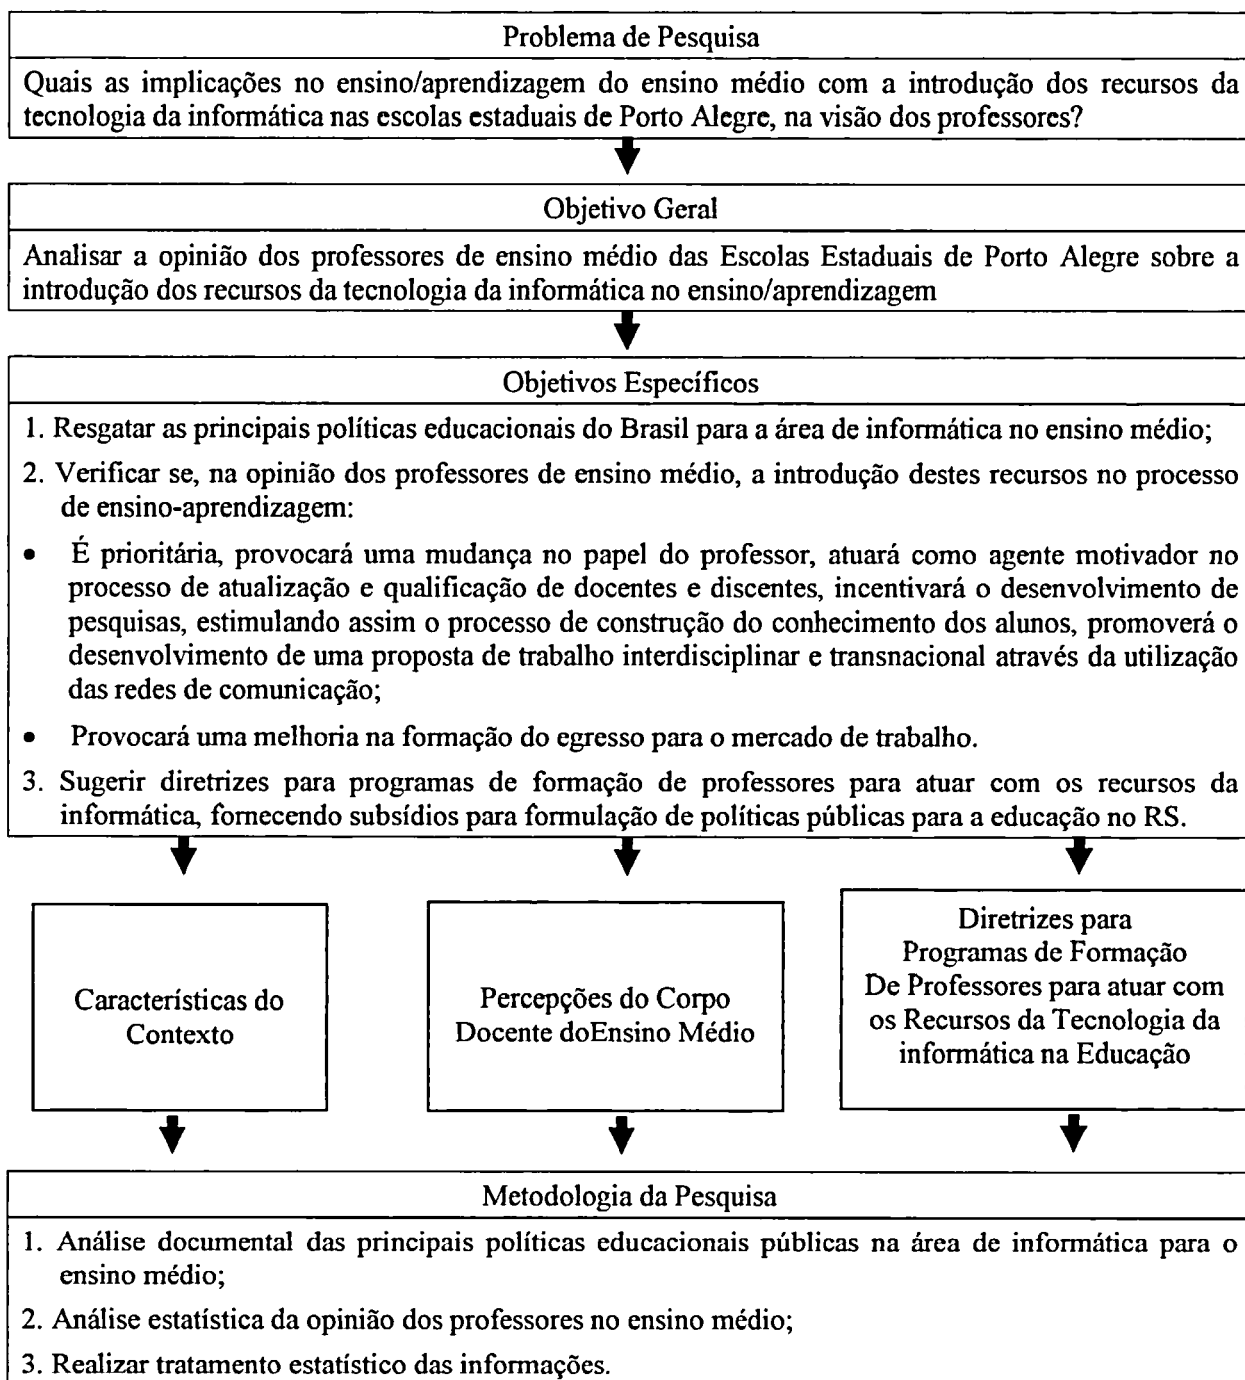 Problema de Pesquisa
Quais as implicações no ensino/aprendizagem do ensino médio com a introdução dos recursos da
tecnologia da informática nas escolas estaduais de Porto Alegre, na visão dos professores?
Objetivo Geral
Analisar a opinião dos professores de ensino médio das Escolas Estaduais de Porto Alegre sobre a
introdução dos recursos da tecnologia da informática no ensino/aprendizagem
Objetivos Específicos
1. Resgatar as principais políticas educacionais do Brasil para a área de informática no ensino médio;
2. Verificar se, na opinião dos professores de ensino médio, a introdução destes recursos no processo
de ensino-aprendizagem:
• É prioritária, provocará uma mudança no papel do professor, atuará como agente motivador no
processo de atualização e qualificação de docentes e discentes, incentivará o desenvolvimento de
pesquisas, estimulando assim o processo de construção do conhecimento dos alunos, promoverá o
desenvolvimento de uma proposta de trabalho interdisciplinar e transnacional através da utilização
das redes de comunicação;
• Provocará uma melhoria na formação do egresso para o mercado de trabalho.
3. Sugerir diretrizes para programas de formação de professores para atuar com os recursos da
informática, fornecendo subsídios para formulação de políticas públicas para a educação no RS.
Características do
Contexto
Percepções do Corpo
Docente doEnsino Médio
Diretrizes para
Programas de Formação
De Professores para atuar com
os Recursos da Tecnologia da
informática na Educação
Metodologia da Pesquisa
1. Análise documental das principais políticas educacionais públicas na área de informática para o
ensino médio;
2. Análise estatística da opinião dos professores no ensino médio;
3. Realizar tratamento estatístico das informações.